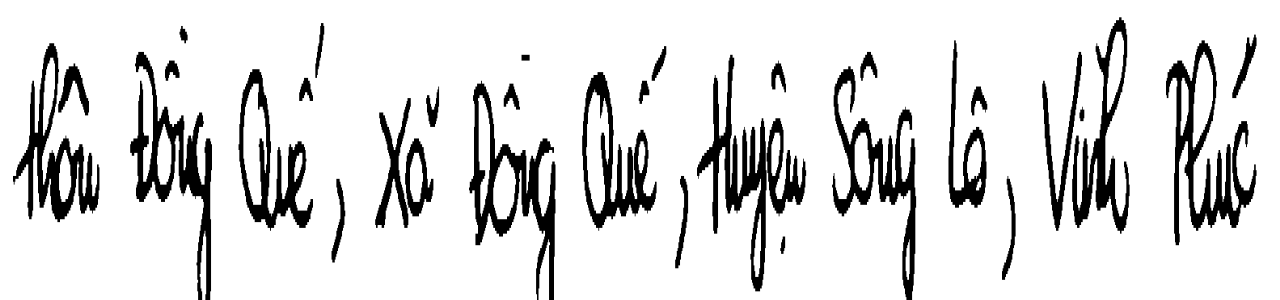 Thôn Đồng Quế, Xã Đồng Quế, Huyện Sông Lô, Vĩnh Phúc